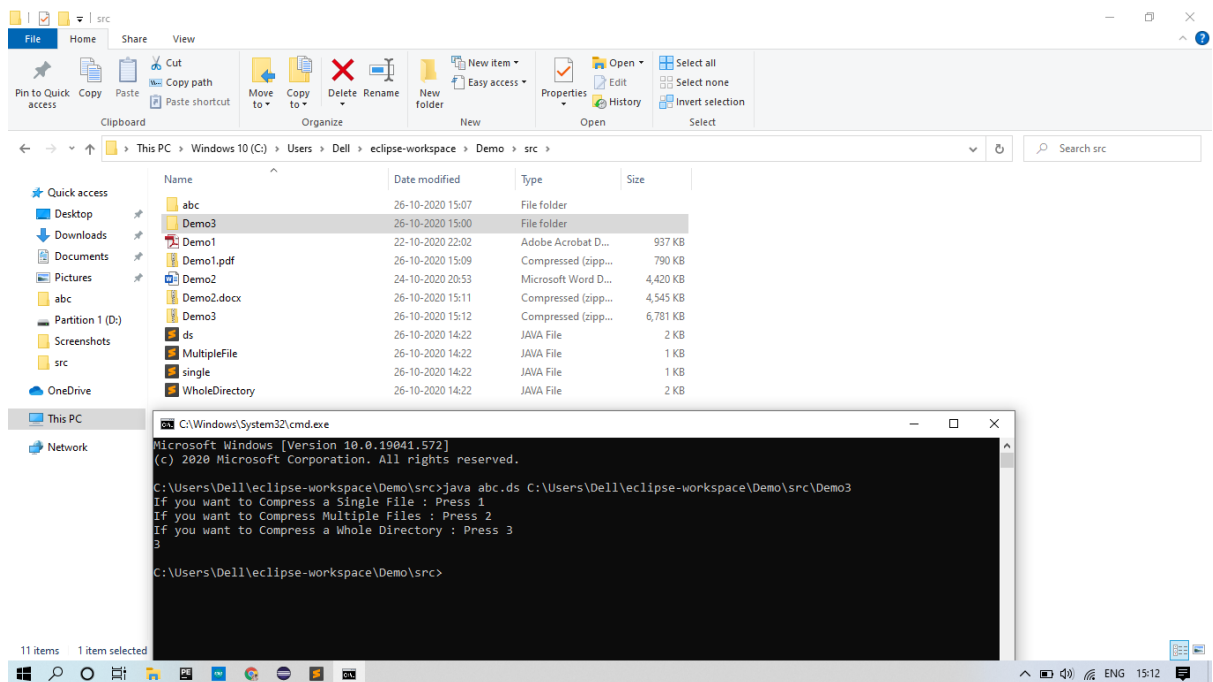 src
File Home Share View
Pin to Quick access
Copy
Paste
Cut
Copy path
Paste shortcut
Clipboard
Move to
Copy to
Delete
Rename
Organize
New folder
New item
Easy access
New
Properties
Open
Edit
History
Open
Select all
Select none
Invert selection
Select
This PC > Windows 10 (C:) > Users > Dell > eclipse-workspace > Demo > src >
Search src
Quick access
Desktop
Downloads
Documents
Pictures
abc
Partition 1 (D:)
Screenshots
src
OneDrive
This PC
Network
Name Date modified Type Size
abc 26-10-2020 15:07 File folder
Demo3 26-10-2020 15:00 File folder
Demo1 22-10-2020 22:02 Adobe Acrobat D... 937 KB
Demo1.pdf 26-10-2020 15:09 Compressed (zipp... 790 KB
Demo2 24-10-2020 20:53 Microsoft Word D... 4,420 KB
Demo2.docx 26-10-2020 15:11 Compressed (zipp... 4,545 KB
Demo3 26-10-2020 15:12 Compressed (zipp... 6,781 KB
ds 26-10-2020 14:22 JAVA File 2 KB
MultipleFile 26-10-2020 14:22 JAVA File 1 KB
single 26-10-2020 14:22 JAVA File 1 KB
WholeDirectory 26-10-2020 14:22 JAVA File 2 KB
C:\Windows\System32\cmd.exe
Microsoft Windows [Version 10.0.19041.572]
(c) 2020 Microsoft Corporation. All rights reserved.
C:\Users\Dell\eclipse-workspace\Demo\src>java abc.ds C:\Users\Dell\eclipse-workspace\Demo\src\Demo3
If you want to Compress a Single File : Press 1
If you want to Compress Multiple Files : Press 2
If you want to Compress a Whole Directory : Press 3
3
C:\Users\Dell\eclipse-workspace\Demo\src>
11 items 1 item selected
ENG 15:12